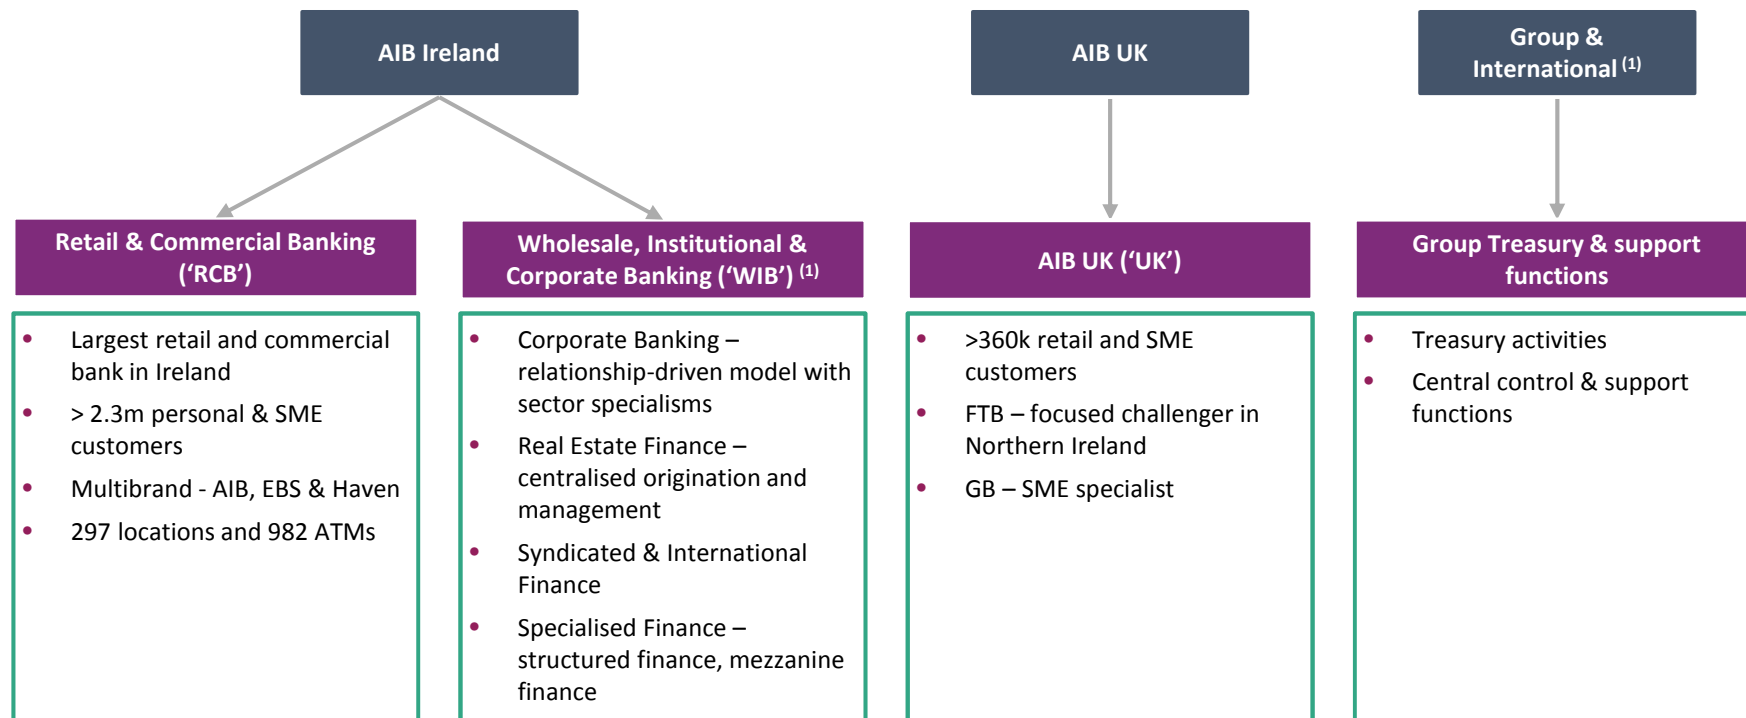 AIB Ireland
AIB UK
Group &
International (1)
Retail & Commercial Banking
(‘RCB’)
Wholesale, Institutional &
Corporate Banking (‘WIB’) (1)
AIB UK (‘UK’)
Group Treasury & support
functions
• Largest retail and commercial
bank in Ireland
• > 2.3m personal & SME
customers
• Multibrand - AIB, EBS & Haven
• 297 locations and 982 ATMs
• Corporate Banking –
relationship-driven model with
sector specialisms
• Real Estate Finance –
centralised origination and
management
• Syndicated & International
Finance
• Specialised Finance –
structured finance, mezzanine
finance
• >360k retail and SME
customers
• FTB – focused challenger in
Northern Ireland
• GB – SME specialist
• Treasury activities
• Central control & support
functions